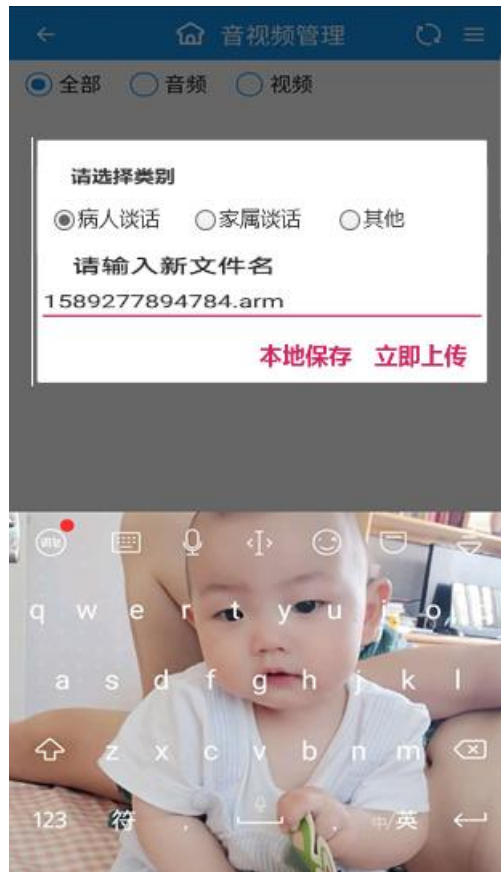 音视频管理
全部 音频 视频
请选择类别
病人谈话 家属谈话 其他
请输入新文件名
1589277894784.arm
本地保存 立即上传
q w e r t y u i o p
a s d f g h j k l
z x c v b n m
123 符 , . 中/英